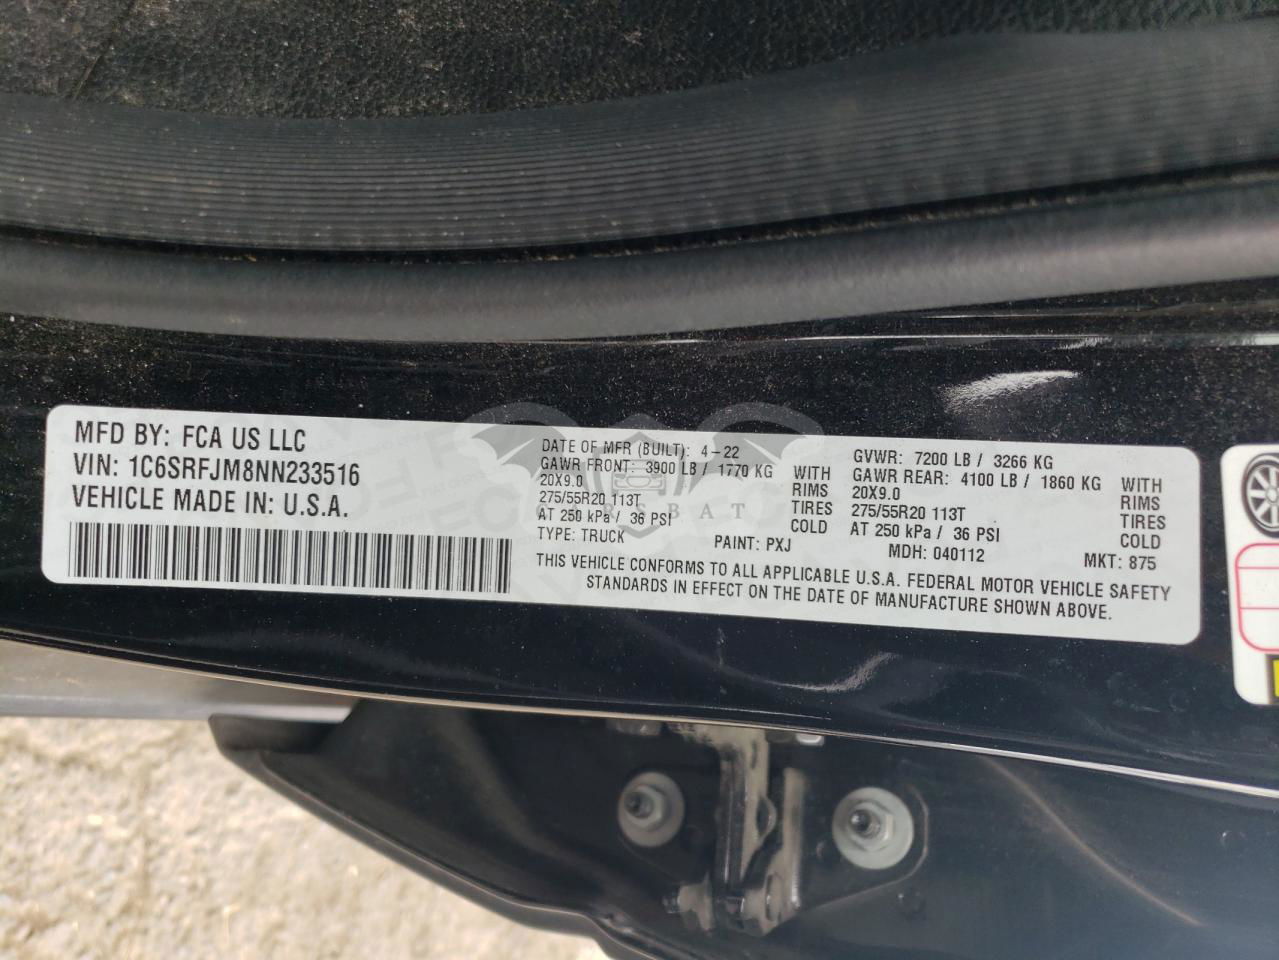 MFD BY: FCA US LLC
VIN: 1C6SRFJM8NN233516
VEHICLE MADE IN: U.S.A.
DATE OF MFR (BUILT): 4-22
GAWR FRONT: 3900 LB / 1770 KG WITH
20X9.0 RIMS
275/55R20 113T TIRES
AT 250 kPa / 36 PSI COLD
TYPE: TRUCK PAINT: PXJ
GVWR: 7200 LB / 3266 KG
GAWR REAR: 4100 LB / 1860 KG WITH
20X9.0 RIMS
275/55R20 113T TIRES
AT 250 kPa / 36 PSI COLD
MDH: 040112 MKT: 875
THIS VEHICLE CONFORMS TO ALL APPLICABLE U.S.A. FEDERAL MOTOR VEHICLE SAFETY
STANDARDS IN EFFECT ON THE DATE OF MANUFACTURE SHOWN ABOVE.